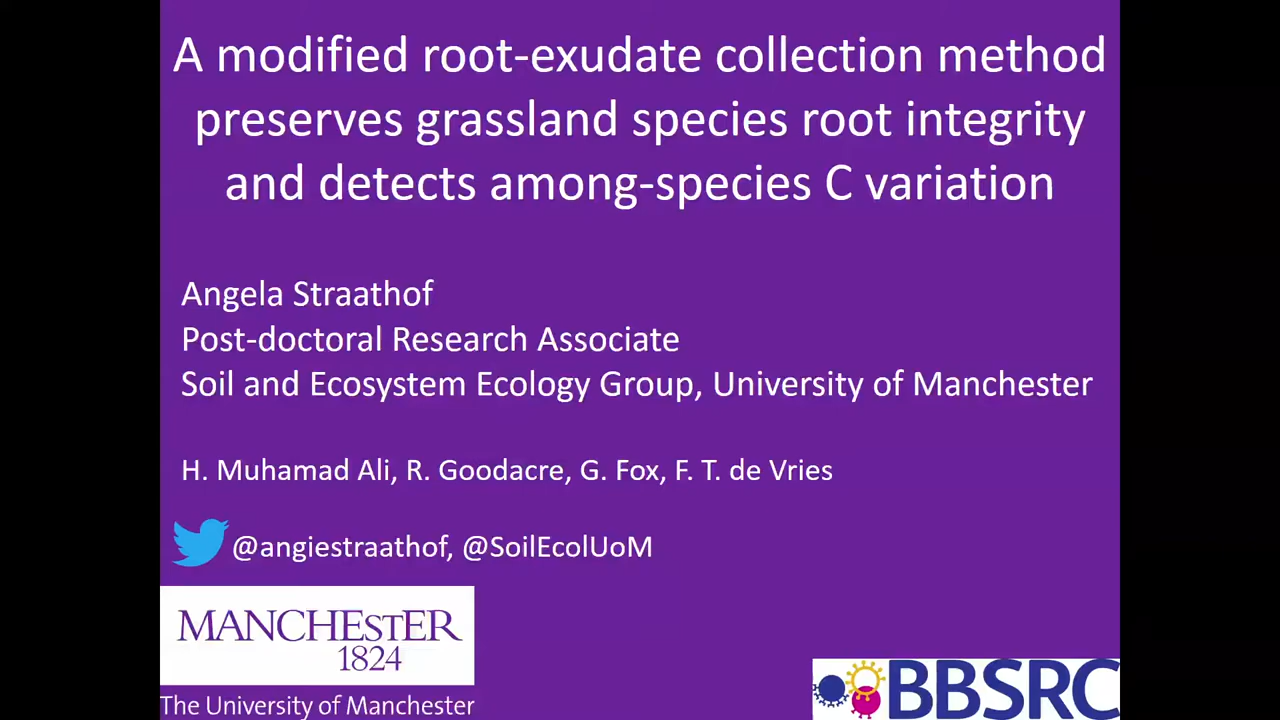 A modified root-exudate collection method
preserves grassland species root integrity
and detects among-species C variation
Angela Straathof
Post-doctoral Research Associate
Soil and Ecosystem Ecology Group, University of Manchester
H. Muhamad Ali, R. Goodacre, G. Fox, F. T. de Vries
@angiestraathof, @SoilEcolUoM
MANCHEsTER
1824
The University of Manchester
BBSRC